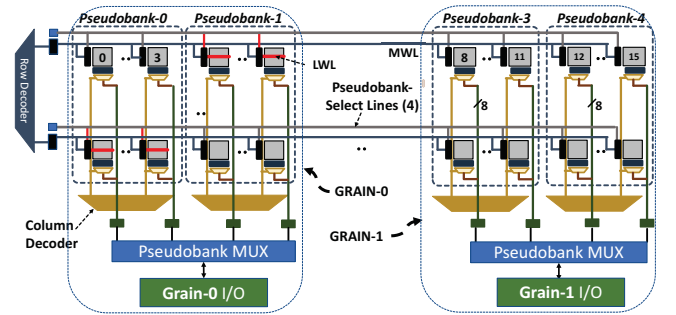 Pseudobank-0 Pseudobank-1 Pseudobank-3 Pseudobank-4
Row Decoder
0 3 LWL MWL 8 11 12 15
Pseudobank-
Select Lines (4)
8 8
GRAIN-0
Column
Decoder
GRAIN-1
Pseudobank MUX Pseudobank MUX
Grain-0 I/O Grain-1 I/O